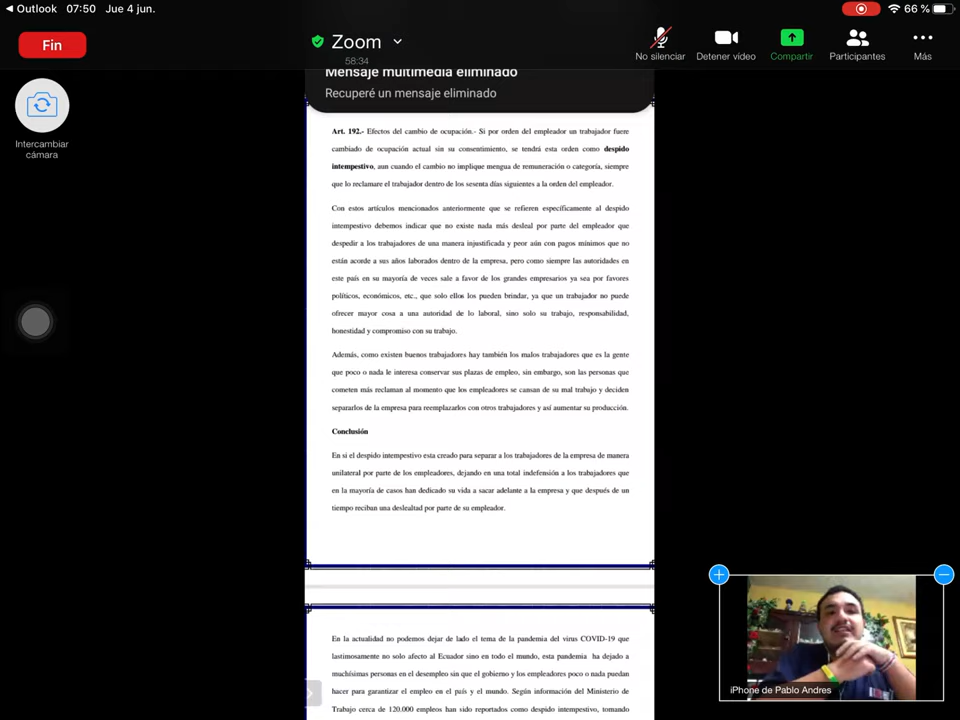 Outlook 07:50 Jue 4 jun. 66 %
Fin
Zoom
58:34
No silenciar
Detener vídeo
Compartir
Participantes
Más
Intercambiar
cámara
Mensaje multimedia eliminado
Recuperé un mensaje eliminado
Art. 192.- Efectos del cambio de ocupación.- Si por orden del empleador un trabajador fuere
cambiado de ocupación actual sin su consentimiento, se tendrá esta orden como despido
intempestivo, aun cuando el cambio no implique mengua de remuneración o categoría, siempre
que lo reclamare el trabajador dentro de los sesenta días siguientes a la orden del empleador.
Con estos artículos mencionados anteriormente que se refieren específicamente al despido
intempestivo debemos indicar que no existe nada más desleal por parte del empleador que
despedir a los trabajadores de una manera injustificada y peor aún con pagos mínimos que no
están acorde a sus años laborados dentro de la empresa, pero como siempre las autoridades en
este país en su mayoría de veces sale a favor de los grandes empresarios ya sea por favores
políticos, económicos, etc., que solo ellos los pueden brindar, ya que un trabajador no puede
ofrecer mayor cosa a una autoridad de lo laboral, sino solo su trabajo, responsabilidad,
honestidad y compromiso con su trabajo.
Además, como existen buenos trabajadores hay también los malos trabajadores que es la gente
que poco o nada le interesa conservar sus plazas de empleo, sin embargo, son las personas que
cometen más reclaman al momento que los empleadores se cansan de su mal trabajo y deciden
separarlos de la empresa para reemplazarlos con otros trabajadores y así aumentar su producción.
Conclusión
En si el despido intempestivo esta creado para separar a los trabajadores de la empresa de manera
unilateral por parte de los empleadores, dejando en una total indefensión a los trabajadores que
en la mayoría de casos han dedicado su vida a sacar adelante a la empresa y que después de un
tiempo reciban una deslealtad por parte de su empleador.
En la actualidad no podemos dejar de lado el tema de la pandemia del virus COVID-19 que
lastimosamente no solo afecto al Ecuador sino en todo el mundo, esta pandemia ha dejado a
muchísimas personas en el desempleo sin que el gobierno y los empleadores poco o nada puedan
hacer para garantizar el empleo en el país y el mundo. Según información del Ministerio de
Trabajo cerca de 120.000 empleos han sido reportados como despido intempestivo, tomando
iPhone de Pablo Andres